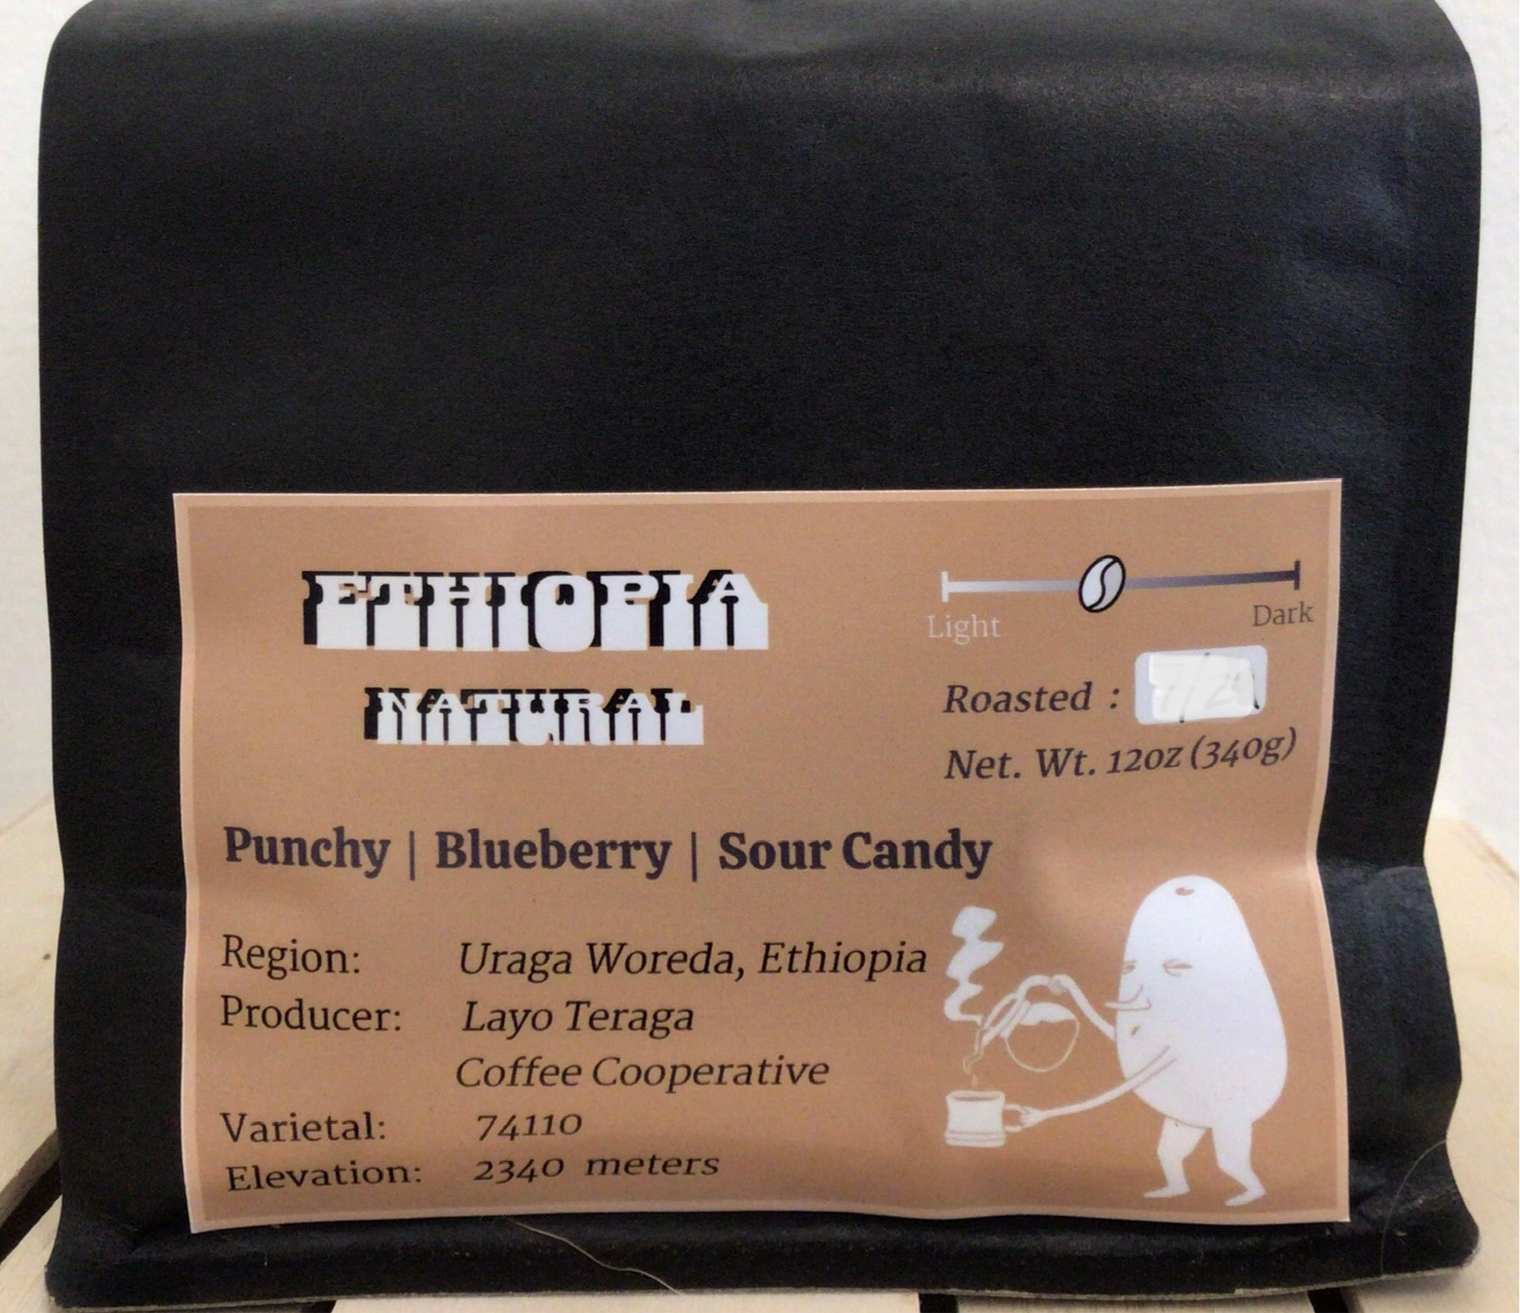 ETHIOPIA
NATURAL
Light Dark
Roasted :
Net. Wt. 12oz (340g)
Punchy | Blueberry | Sour Candy
Region: Uraga Woreda, Ethiopia
Producer: Layo Teraga
Coffee Cooperative
Varietal: 74110
Elevation: 2340 meters